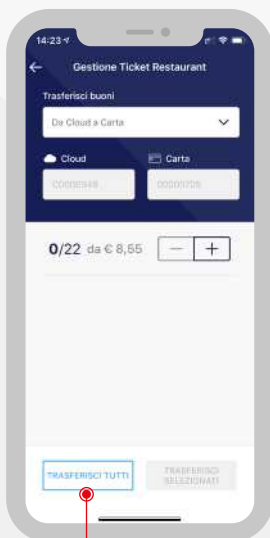 14:23
Gestione Ticket Restaurant
Trasferisci buoni
Da Cloud a Carta
Cloud
Carta
0/22 da € 8,55
TRASFERISCI TUTTI
TRASFERISCI
SELEZIONATI